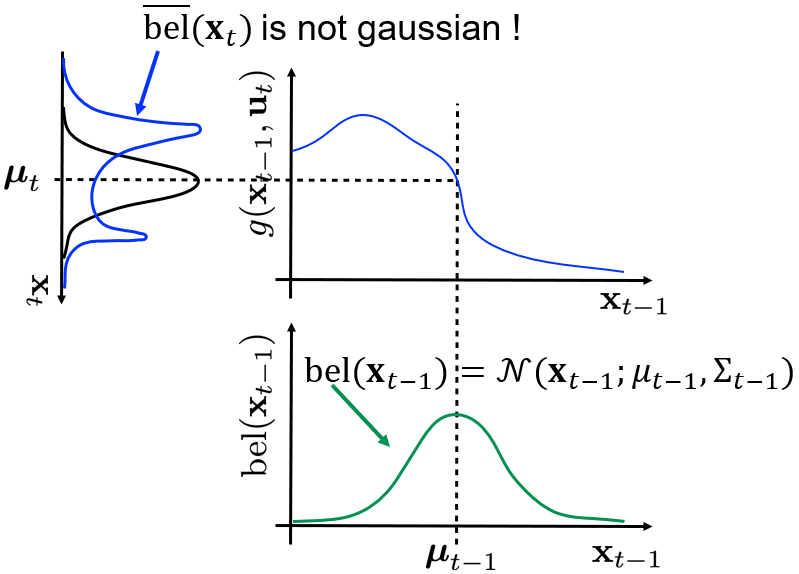 $\overline{\text{bel}}(\mathbf{x}_t)$ is not gaussian !
$g(\mathbf{x}_{t-1}, \mathbf{u}_t)$
$\boldsymbol{\mu}_t$
$\mathbf{x}_t$
$\mathbf{x}_{t-1}$
$\text{bel}(\mathbf{x}_{t-1})$
$\text{bel}(\mathbf{x}_{t-1}) = \mathcal{N}(\mathbf{x}_{t-1}; \mu_{t-1}, \Sigma_{t-1})$
$\boldsymbol{\mu}_{t-1}$
$\mathbf{x}_{t-1}$